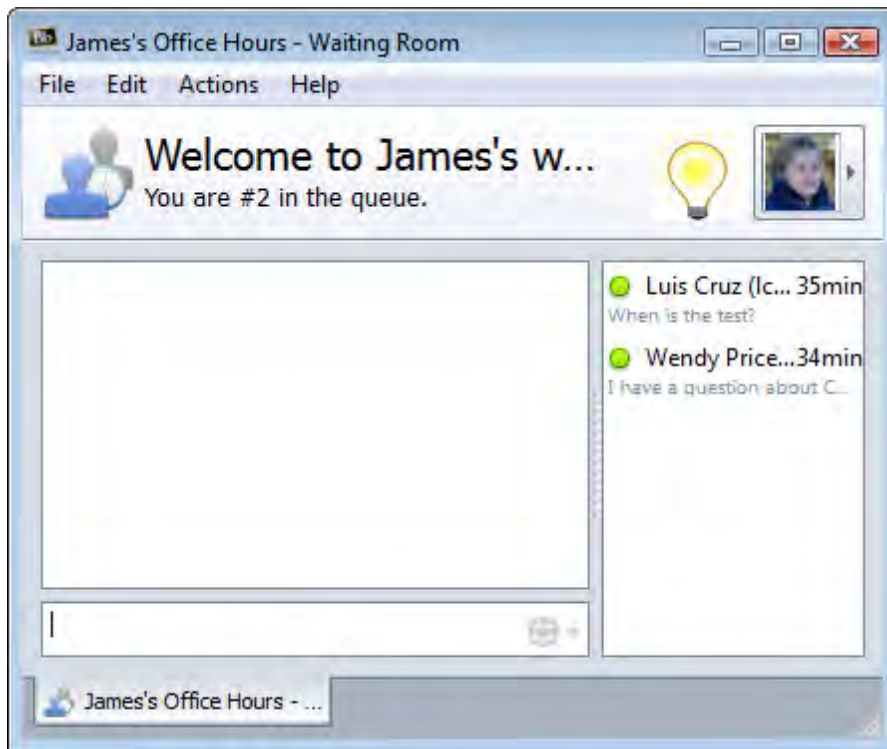 Bb James's Office Hours - Waiting Room
File Edit Actions Help
Welcome to James's w...
You are #2 in the queue.
Luis Cruz (Ic... 35min
When is the test?
Wendy Price...34min
I have a question about C...
James's Office Hours - ...